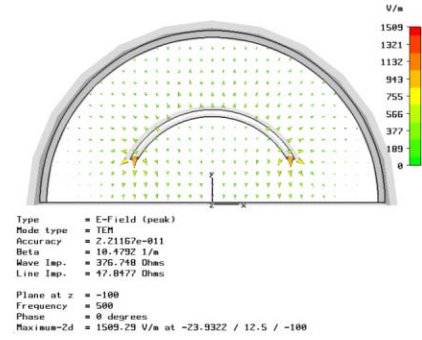 V/m
1509
1321
1132
943
755
566
377
189
0
y
z x
Type = E-Field (peak)
Mode type = TEM
Accuracy = 2.21167e-011
Beta = 10.4792 1/m
Wave Imp. = 376.748 Ohms
Line Imp. = 47.8477 Ohms
Plane at z = -100
Frequency = 500
Phase = 0 degrees
Maximum-2d = 1509.29 V/m at -23.9322 / 12.5 / -100